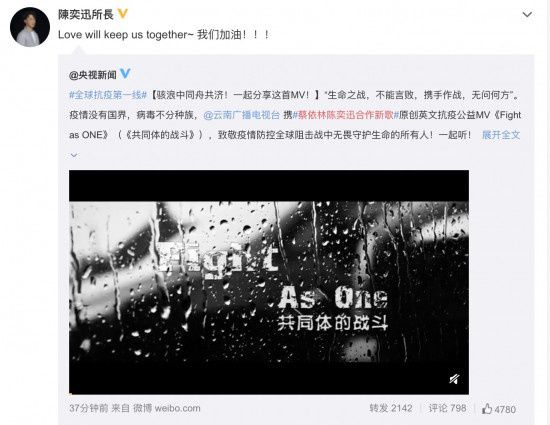 陳奕迅所長
Love will keep us together~ 我们加油！！！
@央视新闻
#全球抗疫第一线#【骇浪中同舟共济！一起分享这首MV！】“生命之战，不能言败，携手作战，无问何方”。
疫情没有国界，病毒不分种族，@云南广播电视台 携#蔡依林陈奕迅合作新歌#原创英文抗疫公益MV《Fight
as ONE》（《共同体的战斗》），致敬疫情防控全球阻击战中无畏守护生命的所有人！一起听！ 展开全文
Fight
As One
共同体的战斗
37分钟前 来自 微博 weibo.com
转发 2142 评论 798 4780